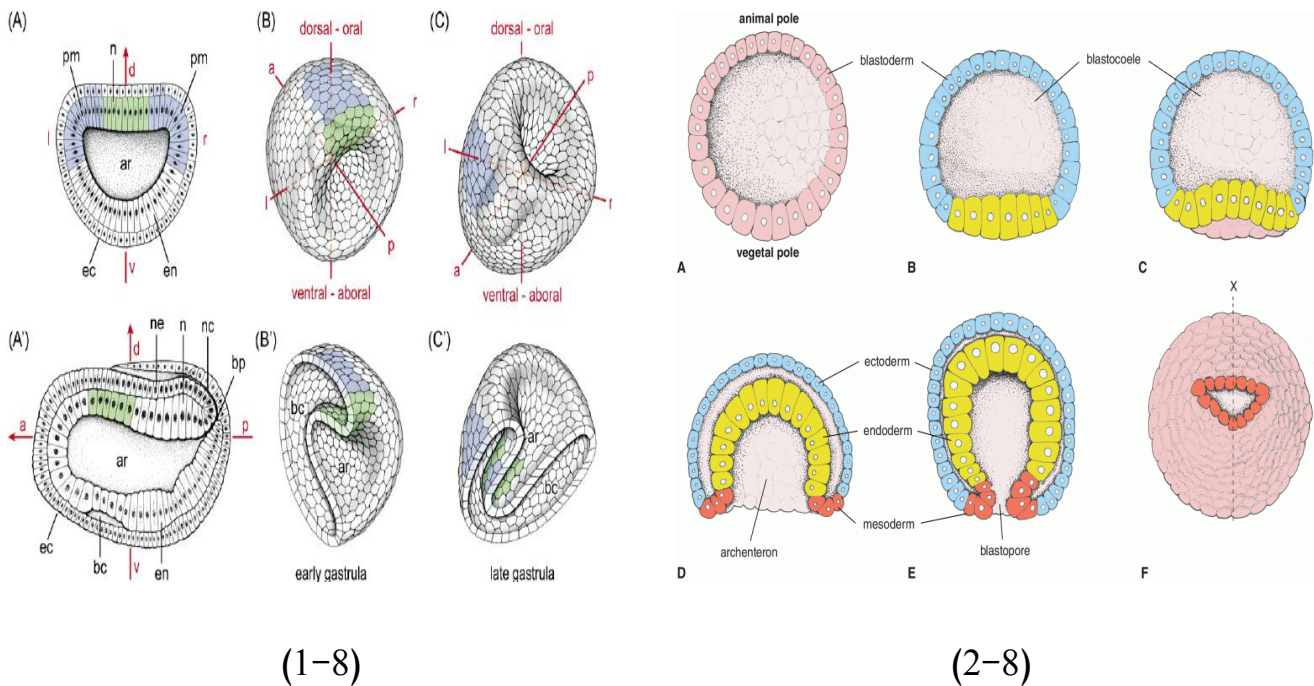 (A)
pm
n
d
pm
l
ar
r
ec
v
en
(B)
dorsal - oral
a
r
l
p
ventral - aboral
(C)
dorsal - oral
p
l
r
a
ventral - aboral
(A')
d
ne
n
nc
bp
a
ar
p
ec
bc
v
en
(B')
bc
ar
early gastrula
(C')
ar
bc
late gastrula
(1-8)
animal pole
blastoderm
blastocoele
vegetal pole
A
B
C
ectoderm
endoderm
mesoderm
archenteron
blastopore
X
D
E
F
(2-8)